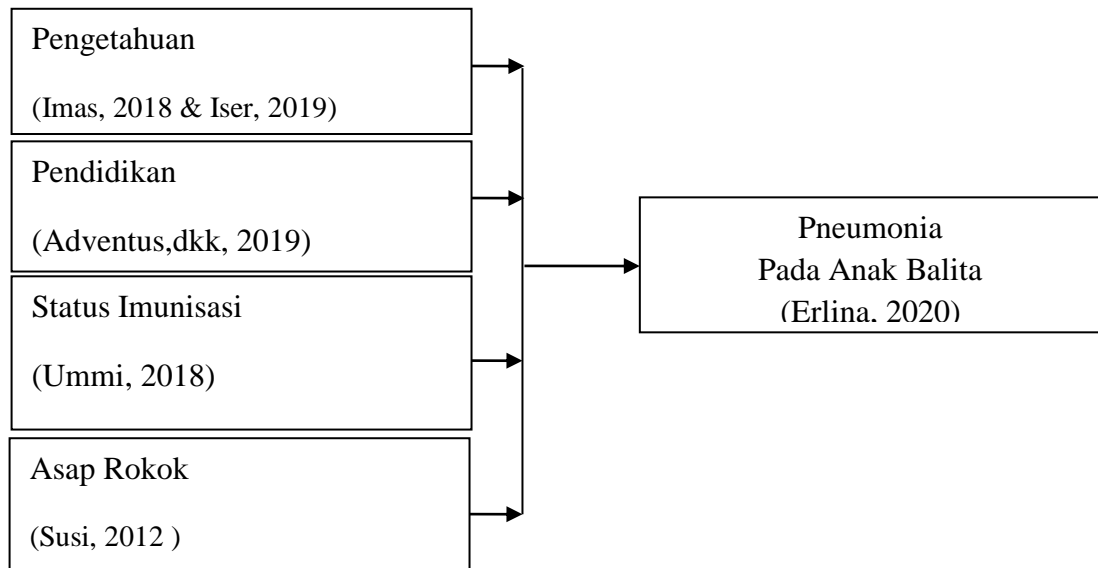 Pengetahuan
(Imas, 2018 & Iser, 2019)
Pendidikan
(Adventus,dkk, 2019)
Status Imunisasi
(Ummi, 2018)
Asap Rokok
(Susi, 2012 )
Pneumonia
Pada Anak Balita
(Erlina, 2020)